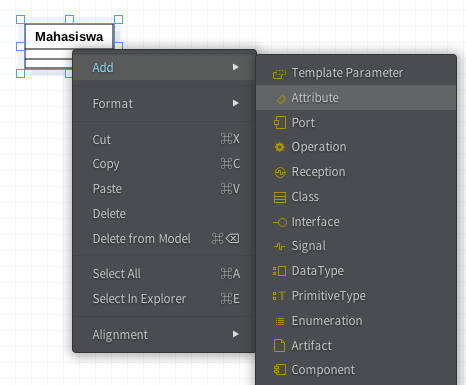 Mahasiswa
Add
Format
Cut ⌘X
Copy ⌘C
Paste ⌘V
Delete
Delete from Model ⌘⌫
Select All ⌘A
Select In Explorer ⌘E
Alignment
Template Parameter
Attribute
Port
Operation
Reception
Class
Interface
Signal
DataType
PrimitiveType
Enumeration
Artifact
Component